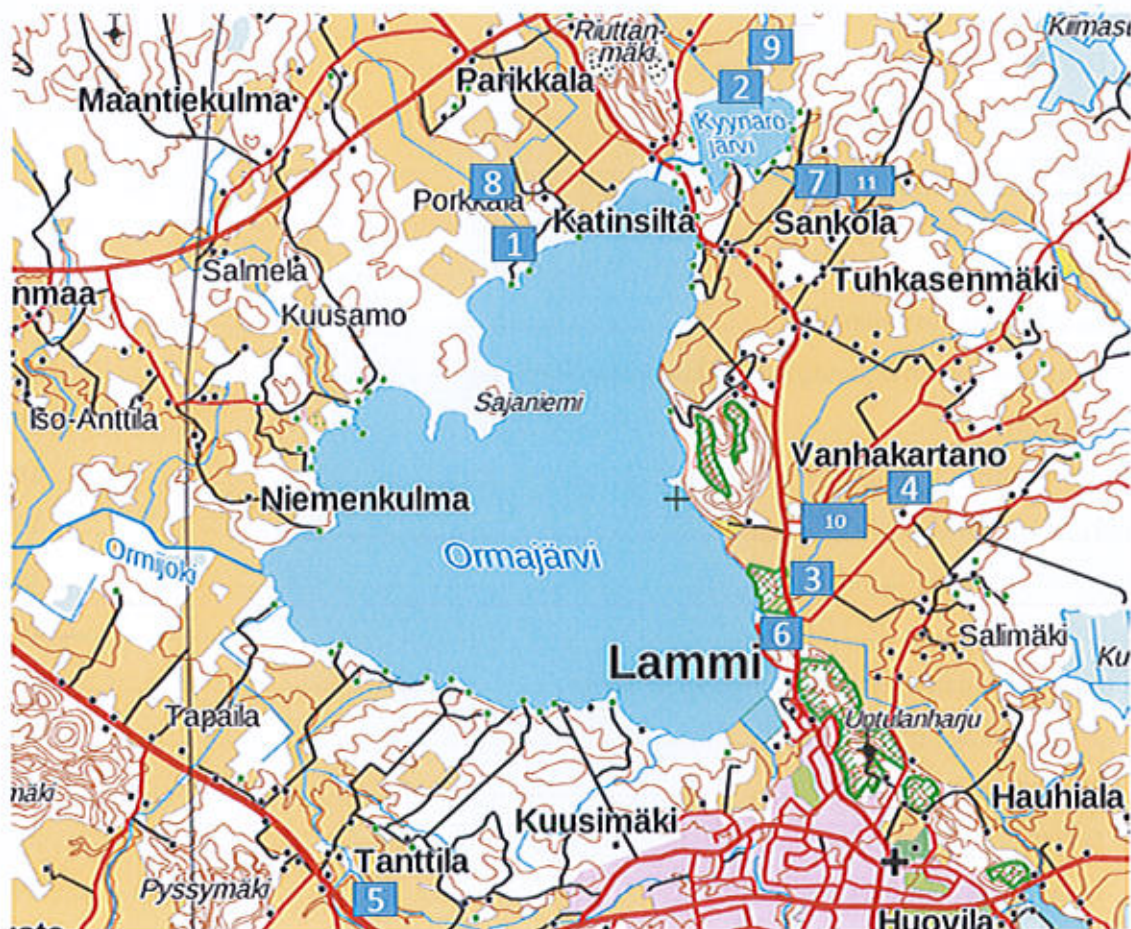 Riuttan-
mäki
Kiimasu
9
Parikkala
2
Maantiekulma
Kyynärö-
järvi
8
7
11
Porkkala
Katinsilta
Sankola
1
Salmela
Tuhkasenmäki
nmaa
Kuusamo
Sajaniemi
Iso-Anttila
Vanhakartano
4
Niemenkulma
10
Ormijoki
Ormajärvi
3
6
Salimäki
Lammi
Ku
Tapaila
Untulanharju
mäki
Hauhiala
Kuusimäki
Tanttila
Pyssymäki
5
Huovila